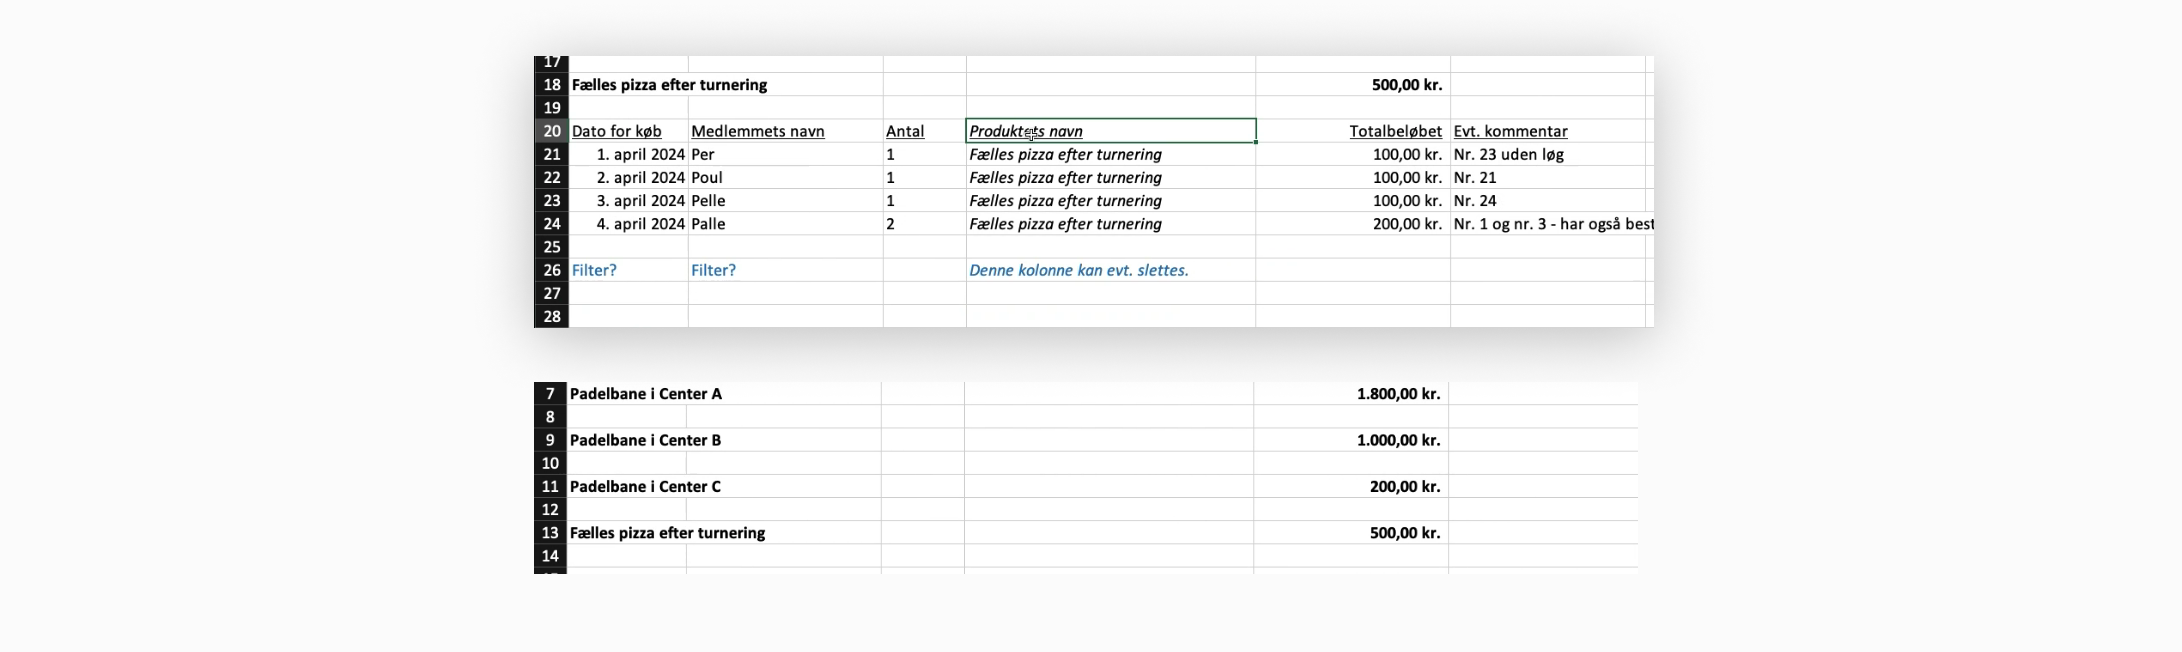 17
18 Fælles pizza efter turnering 500,00 kr.
19
20 Dato for køb Medlemmets navn Antal Produktets navn Totalbeløbet Evt. kommentar
21 1. april 2024 Per 1 Fælles pizza efter turnering 100,00 kr. Nr. 23 uden løg
22 2. april 2024 Poul 1 Fælles pizza efter turnering 100,00 kr. Nr. 21
23 3. april 2024 Pelle 1 Fælles pizza efter turnering 100,00 kr. Nr. 24
24 4. april 2024 Palle 2 Fælles pizza efter turnering 200,00 kr. Nr. 1 og nr. 3 - har også best
25
26 Filter? Filter? Denne kolonne kan evt. slettes.
27
28
7 Padelbane i Center A 1.800,00 kr.
8
9 Padelbane i Center B 1.000,00 kr.
10
11 Padelbane i Center C 200,00 kr.
12
13 Fælles pizza efter turnering 500,00 kr.
14